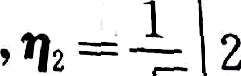 , η₂ = 1 | 2